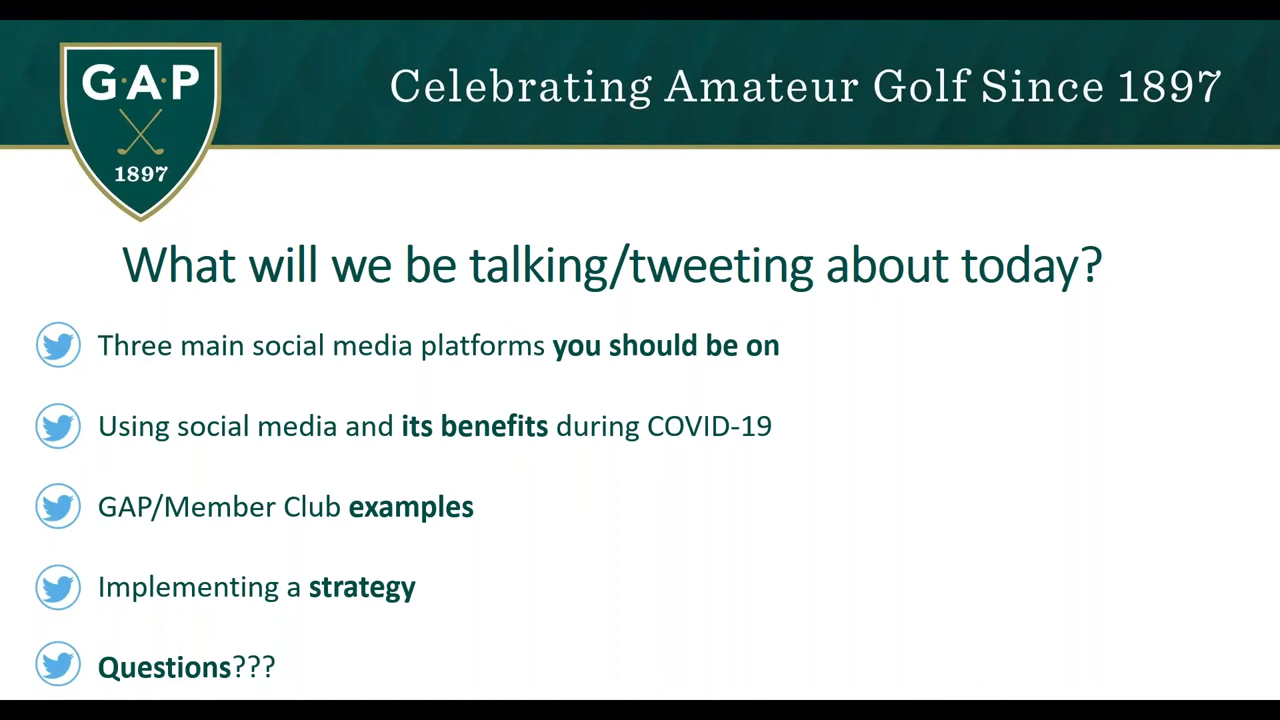 G·A·P
1897
Celebrating Amateur Golf Since 1897
What will we be talking/tweeting about today?
Three main social media platforms you should be on
Using social media and its benefits during COVID-19
GAP/Member Club examples
Implementing a strategy
Questions???